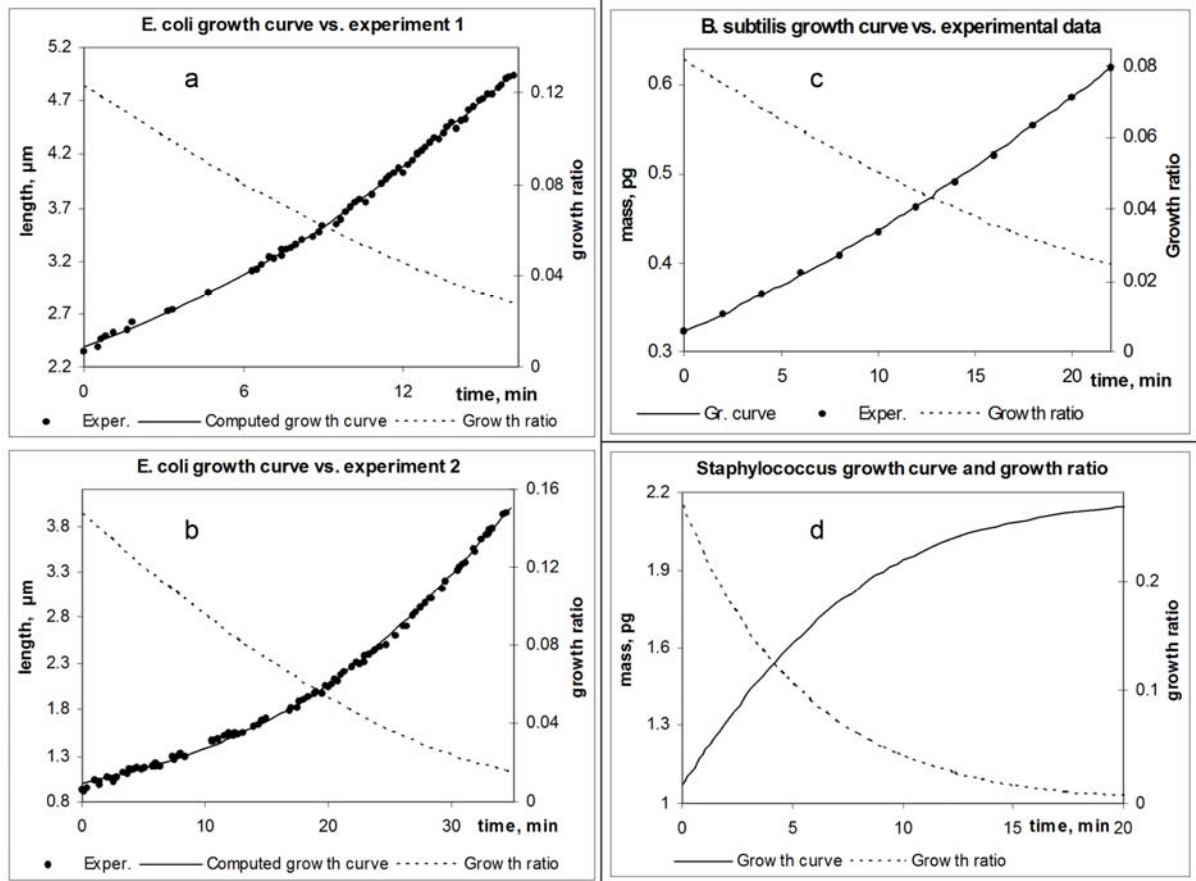 E. coli growth curve vs. experiment 1
a
length, µm
5.2
4.7
4.2
3.7
3.2
2.7
2.2
0.12
0.08
0.04
0
growth ratio
0
6
12
time, min
Exper.
Computed growth curve
Growth ratio
B. subtilis growth curve vs. experimental data
c
mass, pg
0.6
0.5
0.4
0.3
0.08
0.06
0.04
0.02
0
Growth ratio
0
5
10
15
20
time, min
Gr. curve
Exper.
Growth ratio
E. coli growth curve vs. experiment 2
b
length, µm
3.8
3.3
2.8
2.3
1.8
1.3
0.8
0.16
0.12
0.08
0.04
0
growth ratio
0
10
20
30
time, min
Exper.
Computed growth curve
Growth ratio
Staphylococcus growth curve and growth ratio
d
mass, pg
2.2
1.9
1.6
1.3
1
0.2
0.1
0
growth ratio
0
5
10
15
20
time, min
Growth curve
Growth ratio